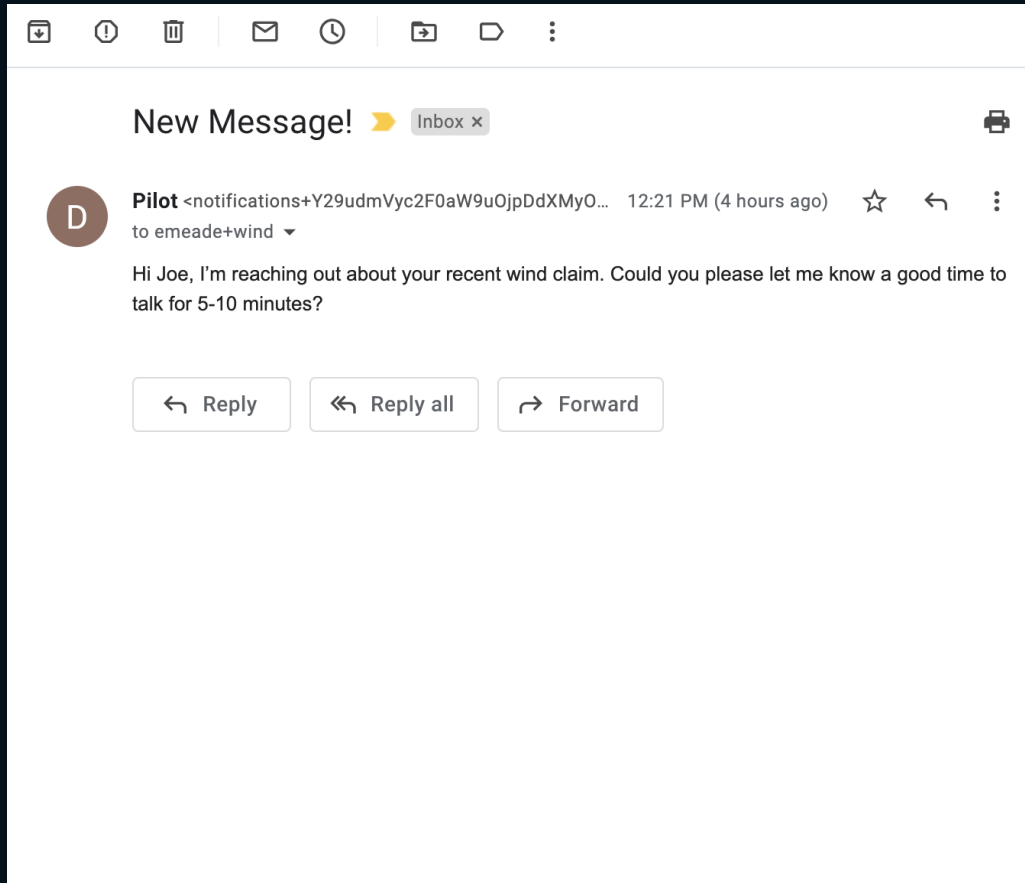 New Message! Inbox ×
D
Pilot <notifications+Y29udmVyc2F0aW9uOjpDdXMyO... 12:21 PM (4 hours ago)
to emeade+wind
Hi Joe, I’m reaching out about your recent wind claim. Could you please let me know a good time to
talk for 5-10 minutes?
Reply Reply all Forward